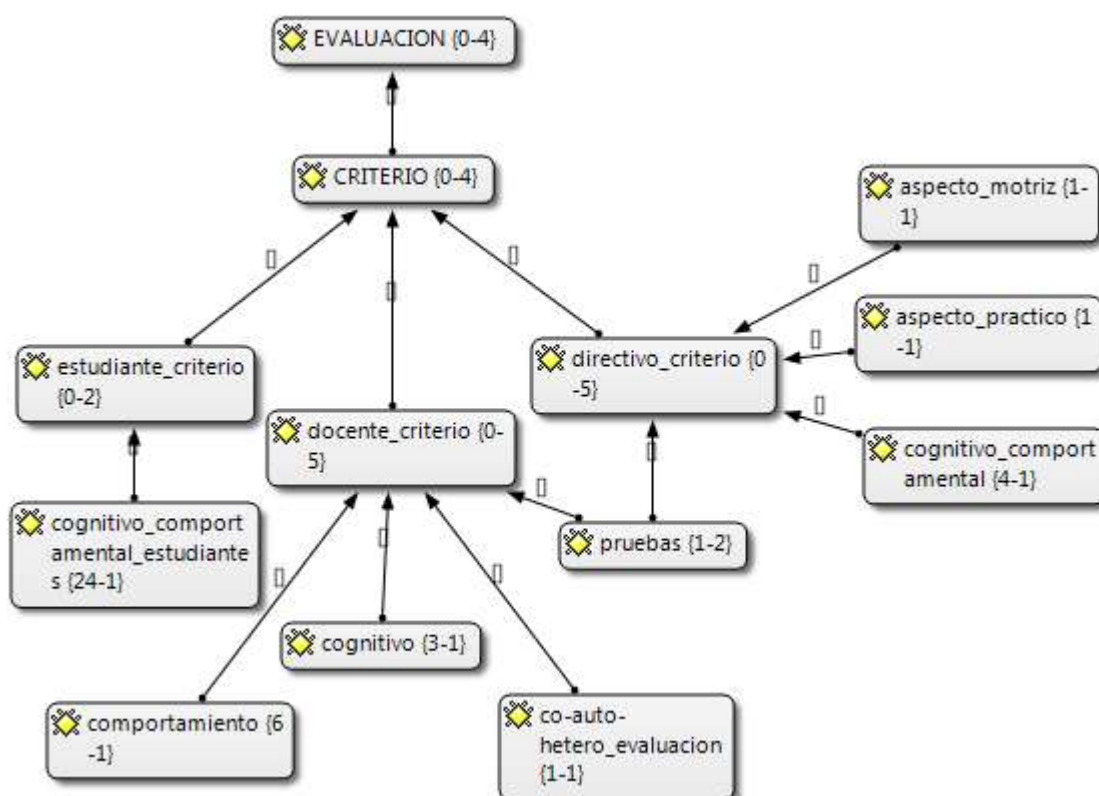 EVALUACION {0-4}
CRITERIO {0-4}
aspecto_motriz {1-
1}
aspecto_practico {1
-1}
estudiante_criterio
{0-2}
directivo_criterio {0
-5}
docente_criterio {0-
5}
cognitivo_comport
amental {4-1}
cognitivo_comport
amental_estudiante
s {24-1}
pruebas {1-2}
cognitivo {3-1}
comportamiento {6
-1}
co-auto-
hetero_evaluacion
{1-1}